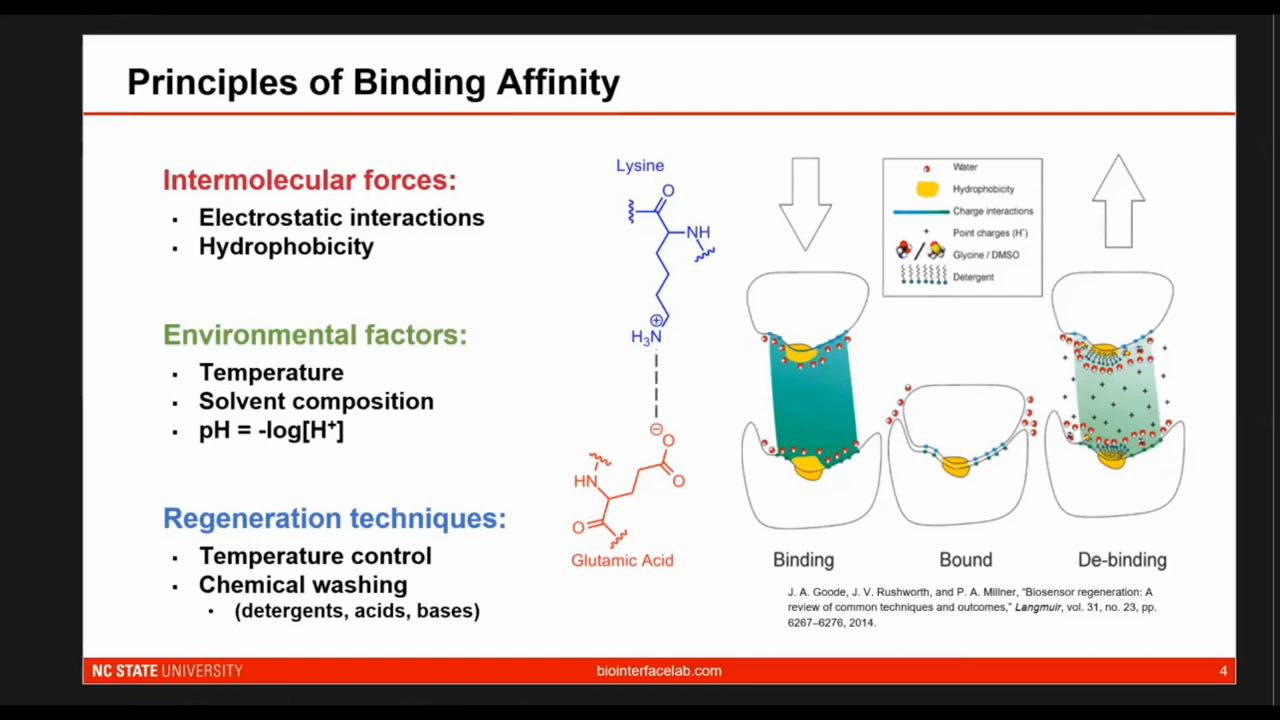 Principles of Binding Affinity
Intermolecular forces:
▪ Electrostatic interactions
▪ Hydrophobicity
Environmental factors:
▪ Temperature
▪ Solvent composition
▪ pH = -log[H⁺]
Regeneration techniques:
▪ Temperature control
▪ Chemical washing
• (detergents, acids, bases)
Lysine
O
NH
⊕
H₃N
⊖
O
HN
O
O
Glutamic Acid
Water
Hydrophobicity
Charge interactions
+ Point charges (H⁺)
/ Glycine / DMSO
Detergent
Binding
Bound
De-binding
J. A. Goode, J. V. Rushworth, and P. A. Millner, “Biosensor regeneration: A
review of common techniques and outcomes,” Langmuir, vol. 31, no. 23, pp.
6267–6276, 2014.
NC STATE UNIVERSITY
biointerfacelab.com
4